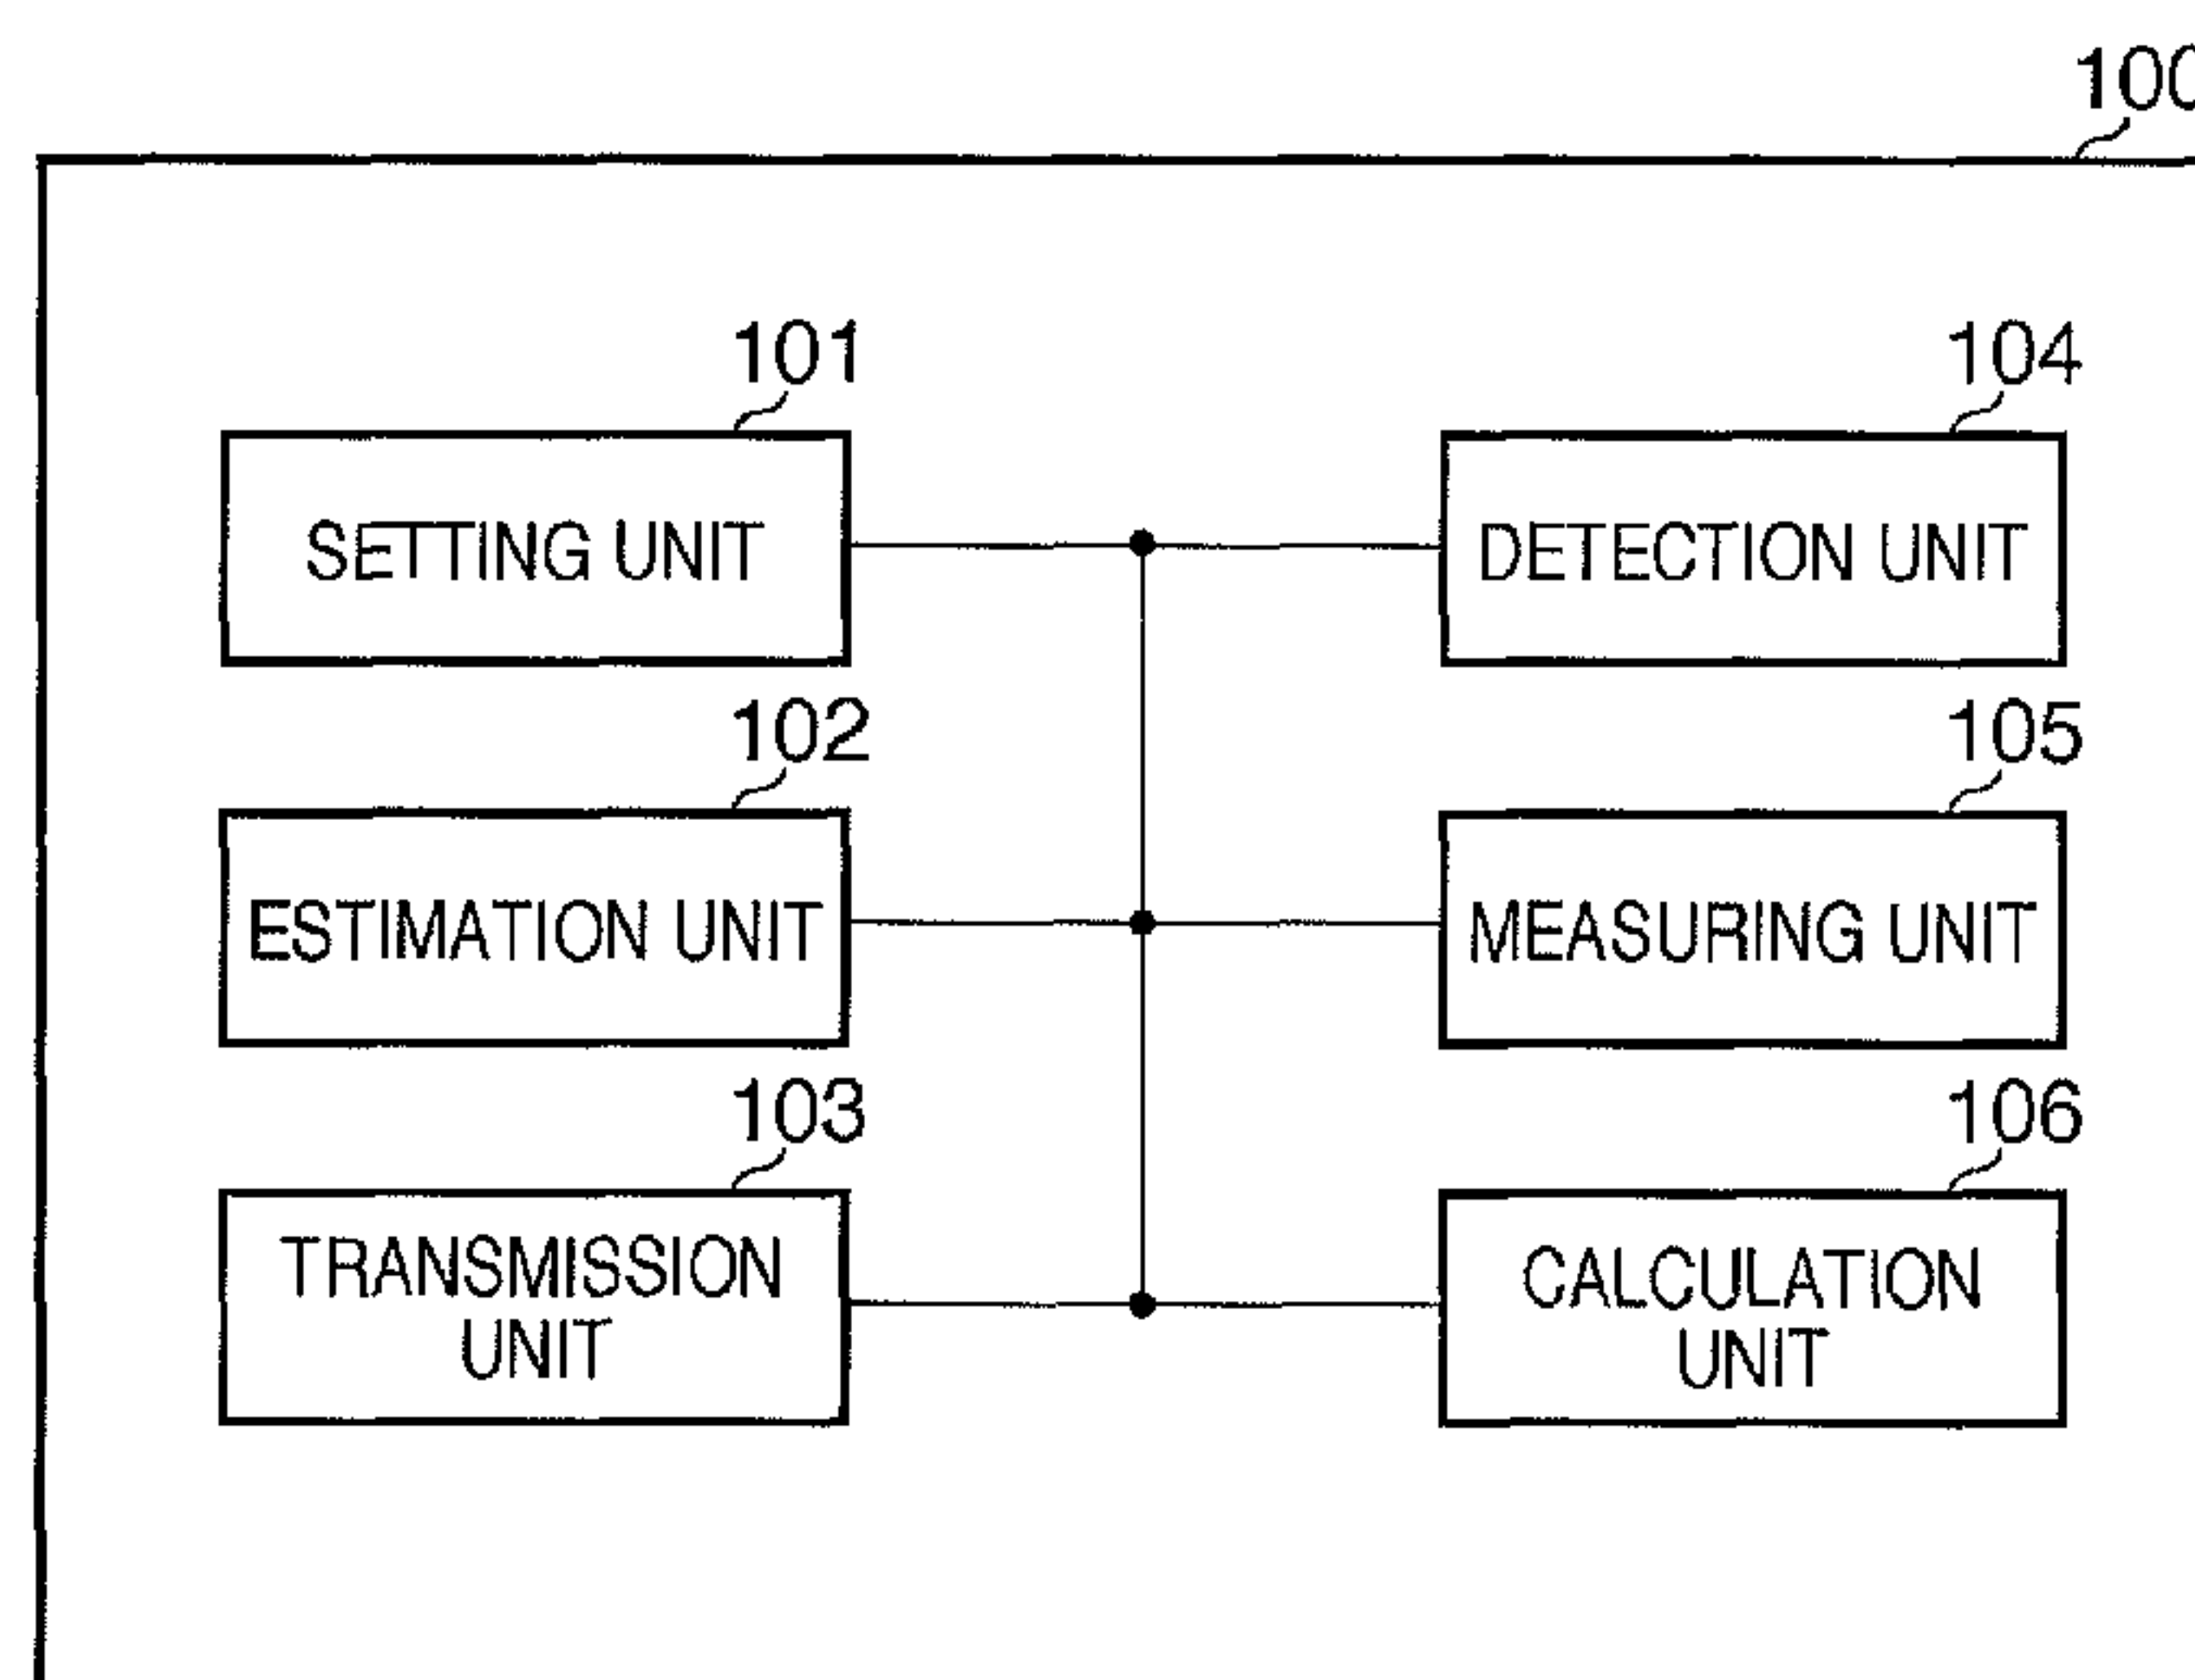 100
101
104
SETTING UNIT
DETECTION UNIT
102
105
ESTIMATION UNIT
MEASURING UNIT
103
106
TRANSMISSION
UNIT
CALCULATION
UNIT